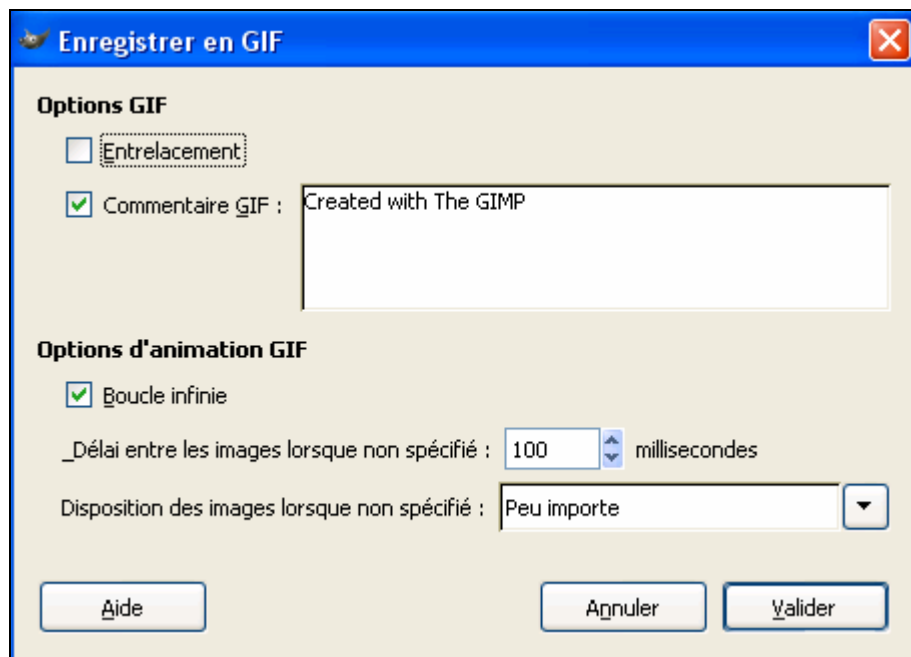 Enregistrer en GIF
Options GIF
Entrelacement
Commentaire GIF : Created with The GIMP
Options d'animation GIF
Boucle infinie
_Délai entre les images lorsque non spécifié : 100 millisecondes
Disposition des images lorsque non spécifié : Peu importe
Aide Annuler Valider